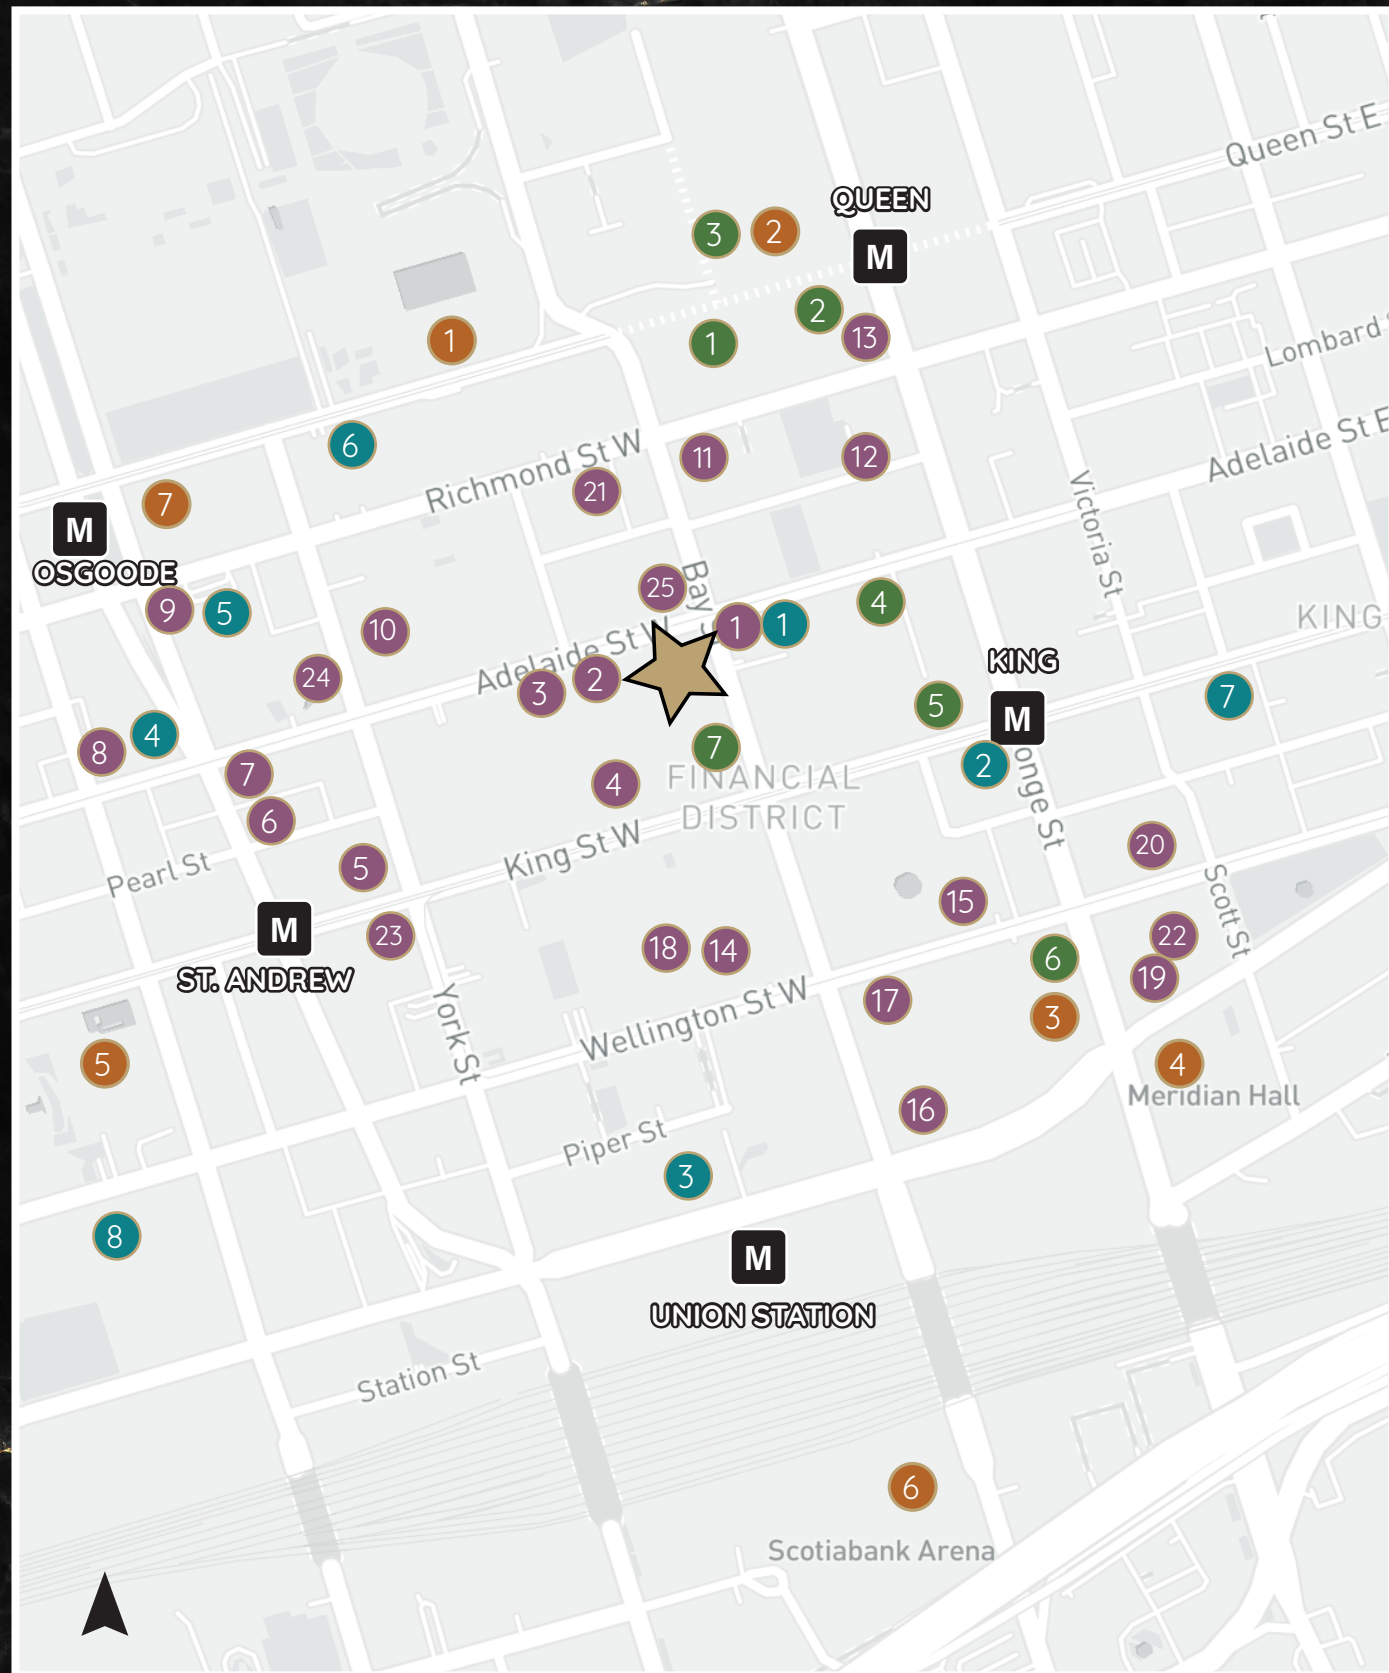 Queen St E
QUEEN
3
2
M
2
1
13
1
Lombard
6
Richmond St W
11
12
Adelaide St E
21
7
M
OSGOODE
Victoria St
25
Bay
9
5
10
1
1
4
KING
Adelaide St W
24
3
2
KING
5
M
7
8
4
7
7
4
FINANCIAL
DISTRICT
2
onge St
6
King St W
5
Pearl St
20
15
Scott St
M
23
18
14
22
ST. ANDREW
6
19
York St
17
Wellington St W
3
5
4
Meridian Hall
16
Piper St
3
8
M
UNION STATION
Station St
6
Scotiabank Arena